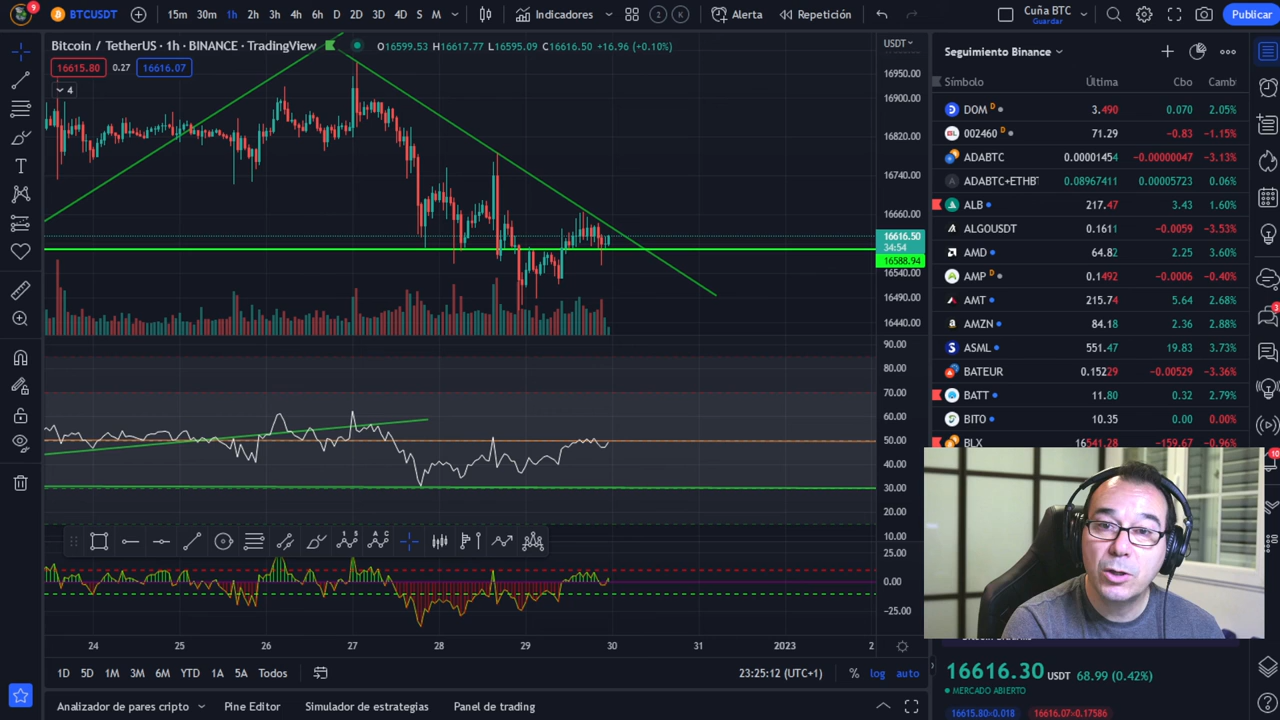 9
BTCUSDT
15m 30m 1h 2h 3h 4h 6h D 2D 3D 4D S M
Indicadores
2 K
Alerta
Repetición
Cuña BTC
Guardar
Publicar
Bitcoin / TetherUS · 1h · BINANCE · TradingView
O16599.53 H16617.77 L16595.09 C16616.50 +16.96 (+0.10%)
16615.80 0.27 16616.07
4
USDT
16950.00
16900.00
16820.00
16740.00
16660.00
16616.50
34:54
16588.94
16540.00
16490.00
16440.00
90.00
80.00
70.00
60.00
50.00
40.00
30.00
20.00
10.00
25.00
0.00
−25.00
24 25 26 27 28 29 30 31 2023 2
1D 5D 1M 3M 6M YTD 1A 5A Todos
23:25:12 (UTC+1) % log auto
Analizador de pares cripto Pine Editor Simulador de estrategias Panel de trading
Seguimiento Binance
Símbolo Última Cbo Camb
DOM D 3.490 0.070 2.05%
002460 D 71.29 −0.83 −1.15%
ADABTC 0.00001454 −0.00000047 −3.13%
ADABTC+ETHBT 0.08967411 0.00005723 0.06%
ALB 217.47 3.43 1.60%
ALGOUSDT 0.1611 −0.0059 −3.53%
AMD 64.82 2.25 3.60%
AMP D 0.1492 −0.0006 −0.40%
AMT 215.74 5.64 2.68%
AMZN 84.18 2.36 2.88%
ASML 551.47 19.83 3.73%
BATEUR 0.15229 −0.00529 −3.36%
BATT 11.80 0.32 2.79%
BITO 10.35 0.00 0.00%
BLX 16541.28 −159.67 −0.96%
3
10
16616.30 USDT 68.99 (0.42%)
MERCADO ABIERTO
16615.80×0.018 16616.07×0.17586